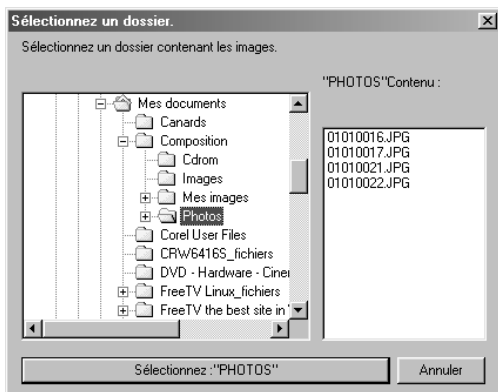 Sélectionnez un dossier.
Sélectionnez un dossier contenant les images.
"PHOTOS"Contenu :
Mes documents
Canards
Composition
Cdrom
Images
Mes images
Photos
Corel User Files
CRW6416S_fichiers
DVD - Hardware - Ciner
FreeTV Linux_fichiers
FreeTV the best site in
01010016.JPG
01010017.JPG
01010021.JPG
01010022.JPG
Sélectionnez :"PHOTOS"
Annuler